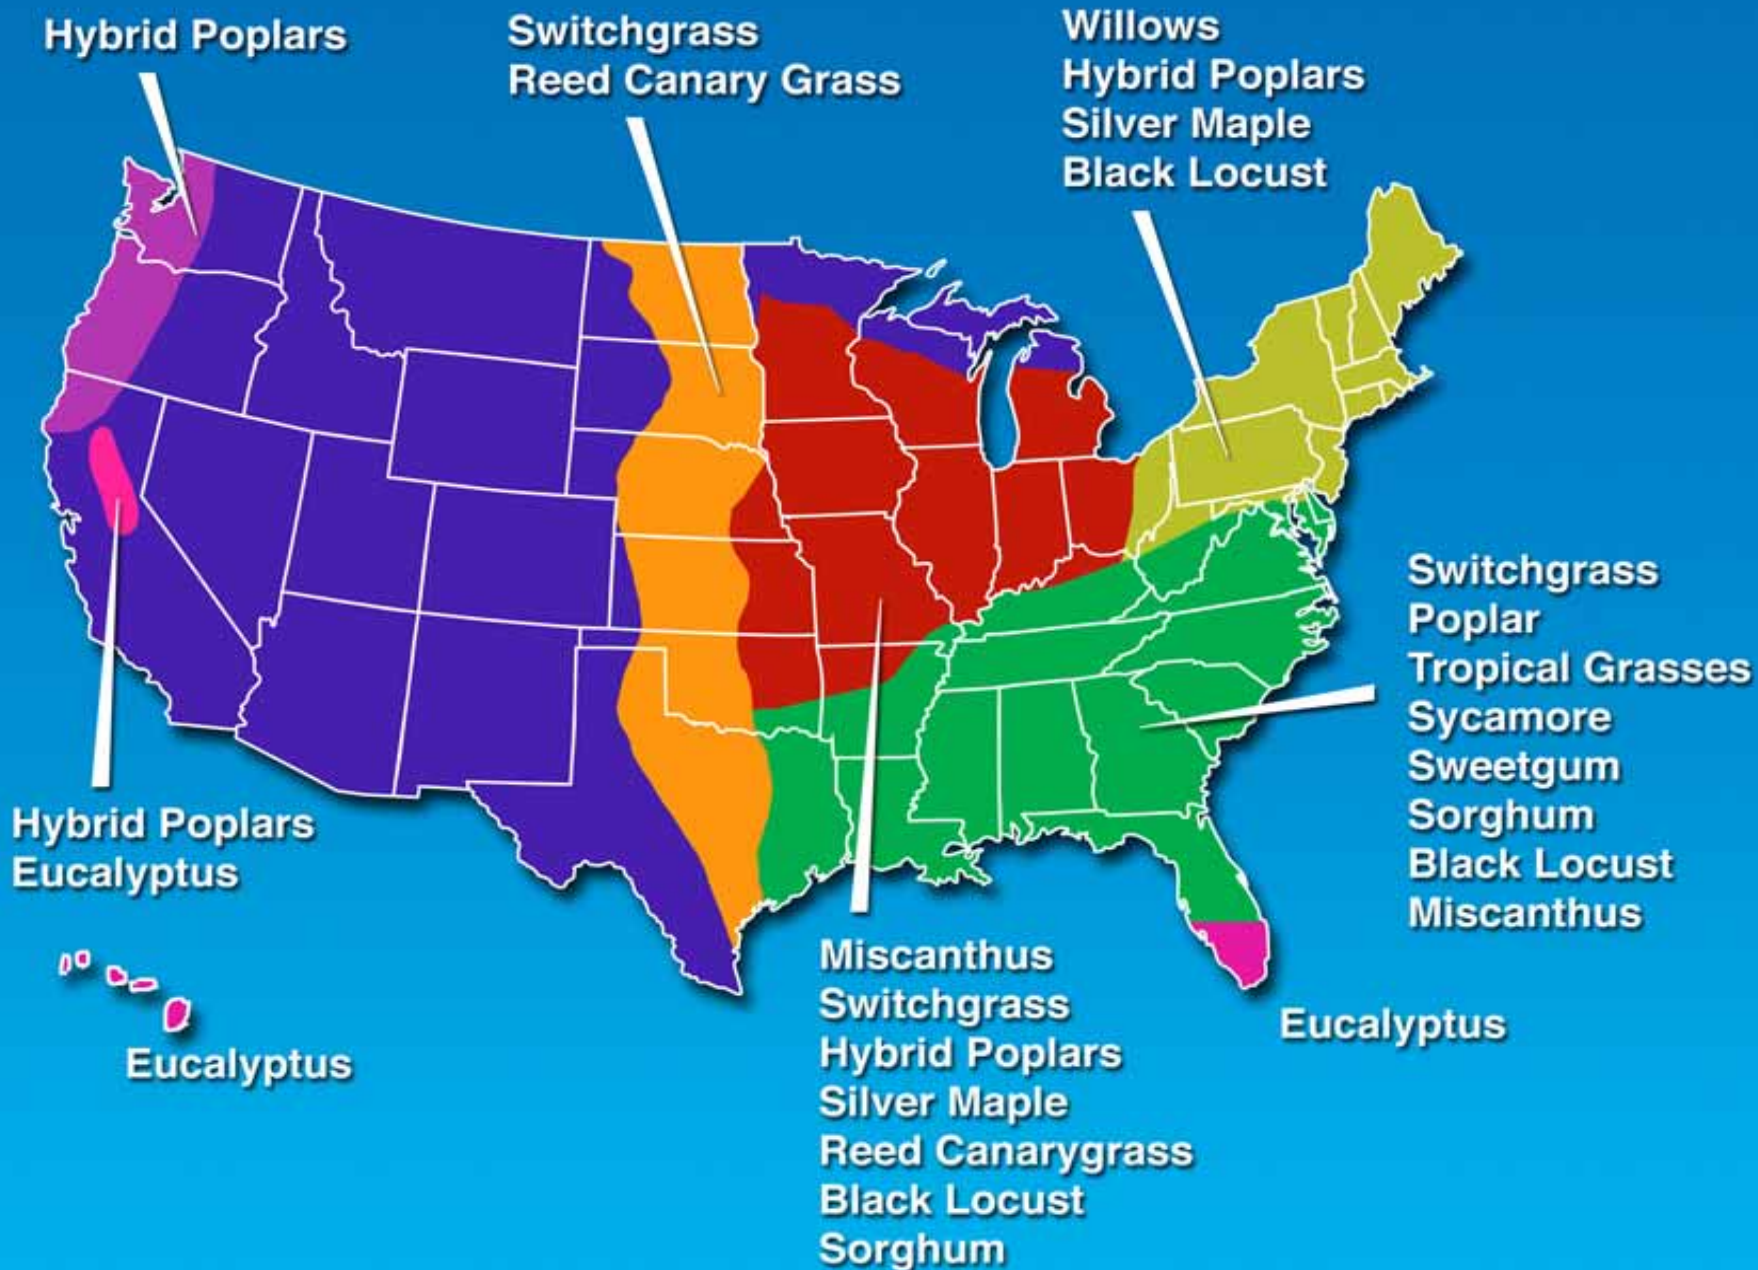 Hybrid Poplars
Switchgrass
Reed Canary Grass
Willows
Hybrid Poplars
Silver Maple
Black Locust
Switchgrass
Poplar
Tropical Grasses
Sycamore
Sweetgum
Sorghum
Black Locust
Miscanthus
Hybrid Poplars
Eucalyptus
Eucalyptus
Miscanthus
Switchgrass
Hybrid Poplars
Silver Maple
Reed Canarygrass
Black Locust
Sorghum
Eucalyptus